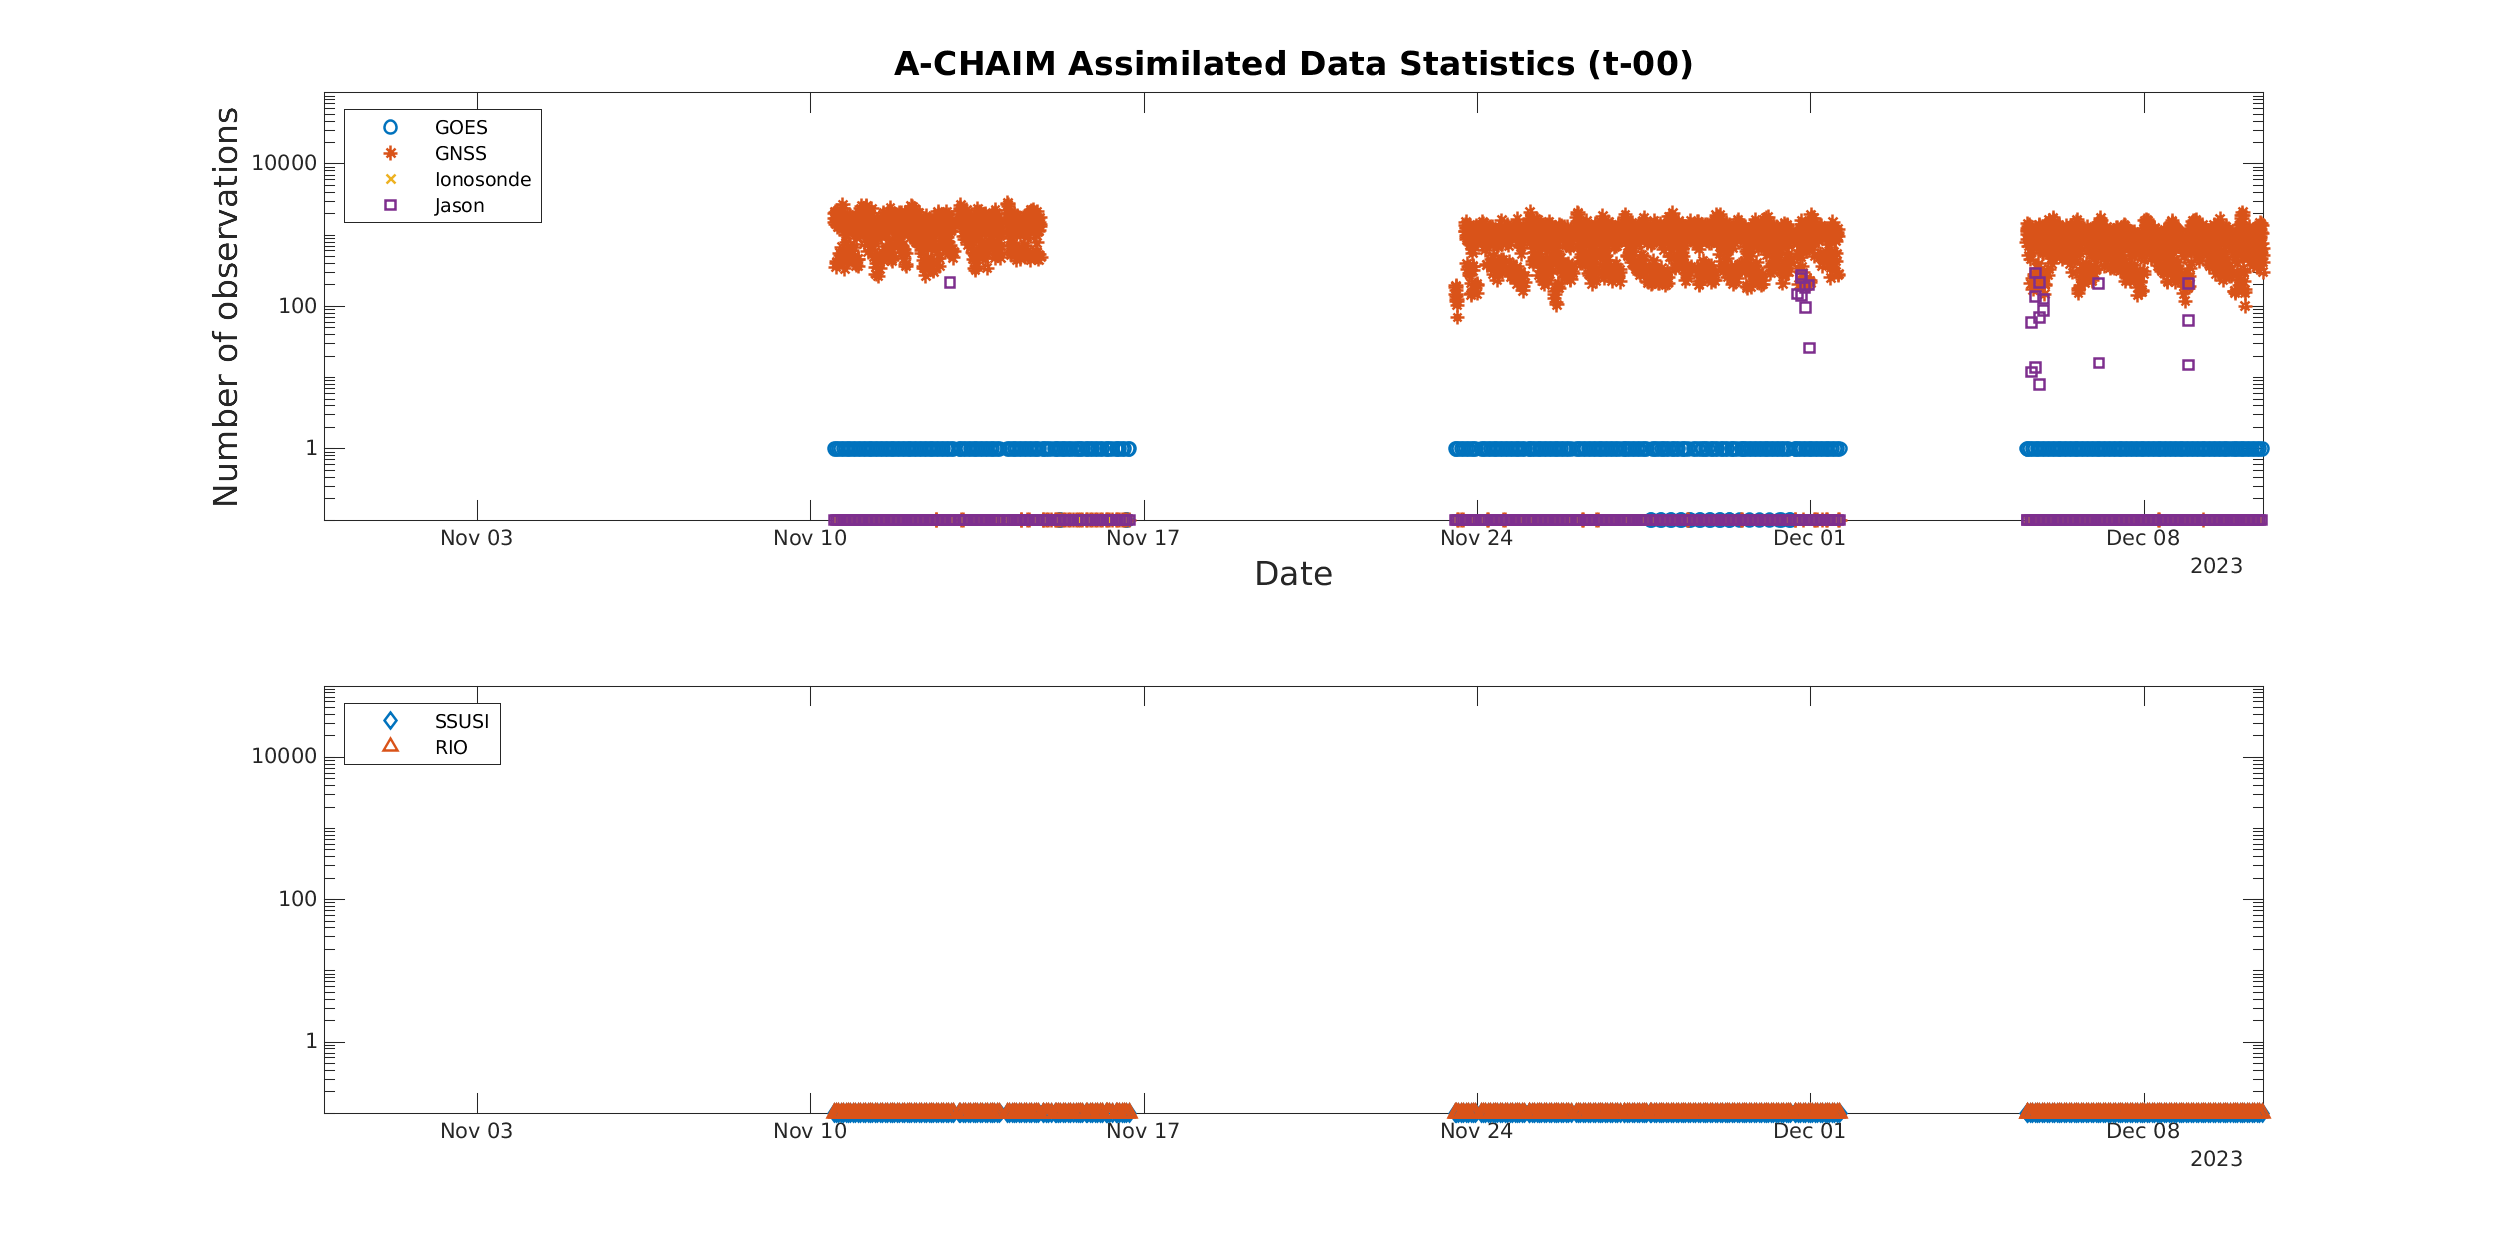 A-CHAIM Assimilated Data Statistics (t-00)
Number of observations
10000
100
1
GOES
GNSS
Ionosonde
Jason
Nov 03 Nov 10 Nov 17 Nov 24 Dec 01 Dec 08
2023
Date
10000
100
1
SSUSI
RIO
Nov 03 Nov 10 Nov 17 Nov 24 Dec 01 Dec 08
2023